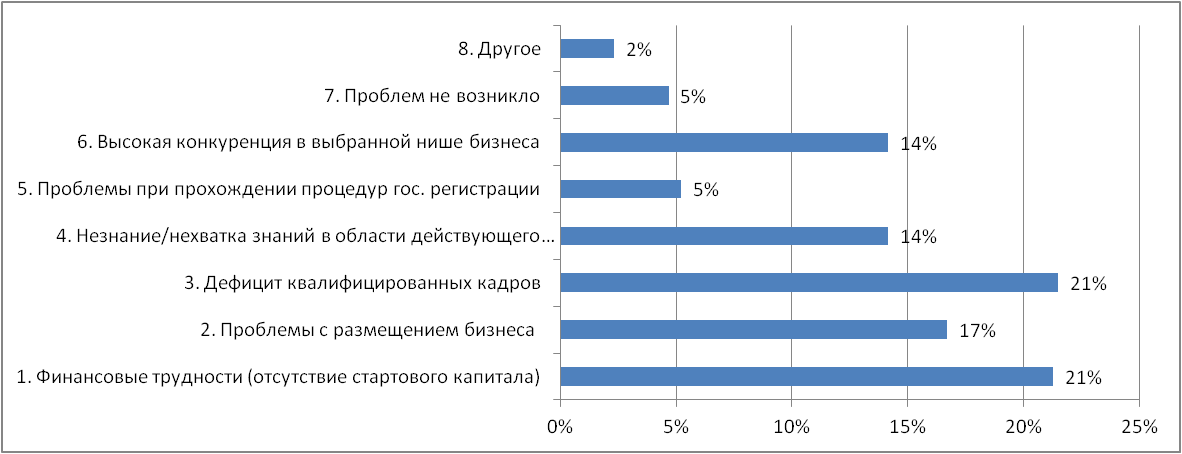 8. Другое 2%
7. Проблем не возникло 5%
6. Высокая конкуренция в выбранной нише бизнеса 14%
5. Проблемы при прохождении процедур гос. регистрации 5%
4. Незнание/нехватка знаний в области действующего... 14%
3. Дефицит квалифицированных кадров 21%
2. Проблемы с размещением бизнеса 17%
1. Финансовые трудности (отсутствие стартового капитала) 21%
0% 5% 10% 15% 20% 25%